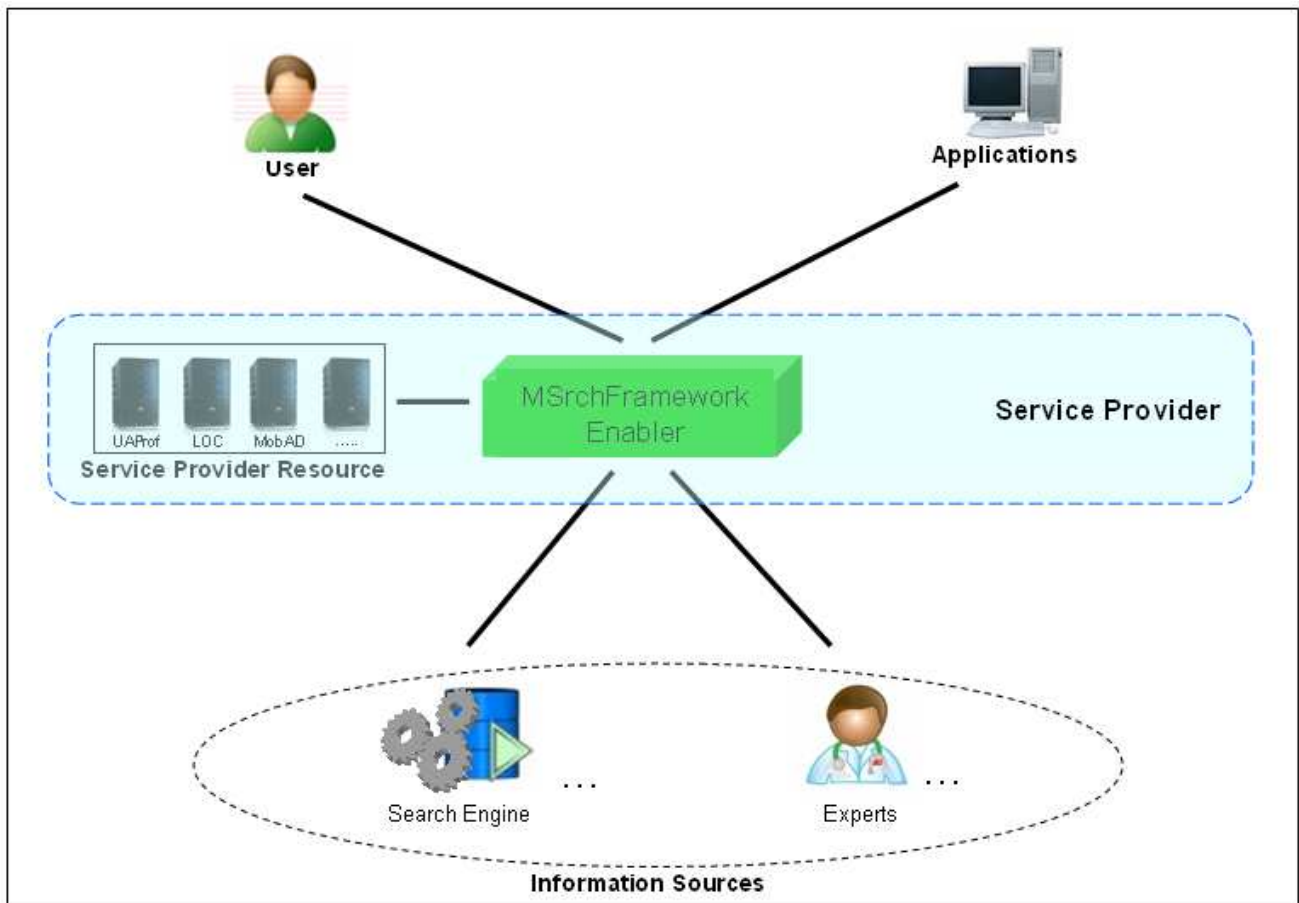 User
Applications
UAProf LOC MobAD .....
Service Provider Resource
MSrchFramework
Enabler
Service Provider
Search Engine
...
Experts
...
Information Sources